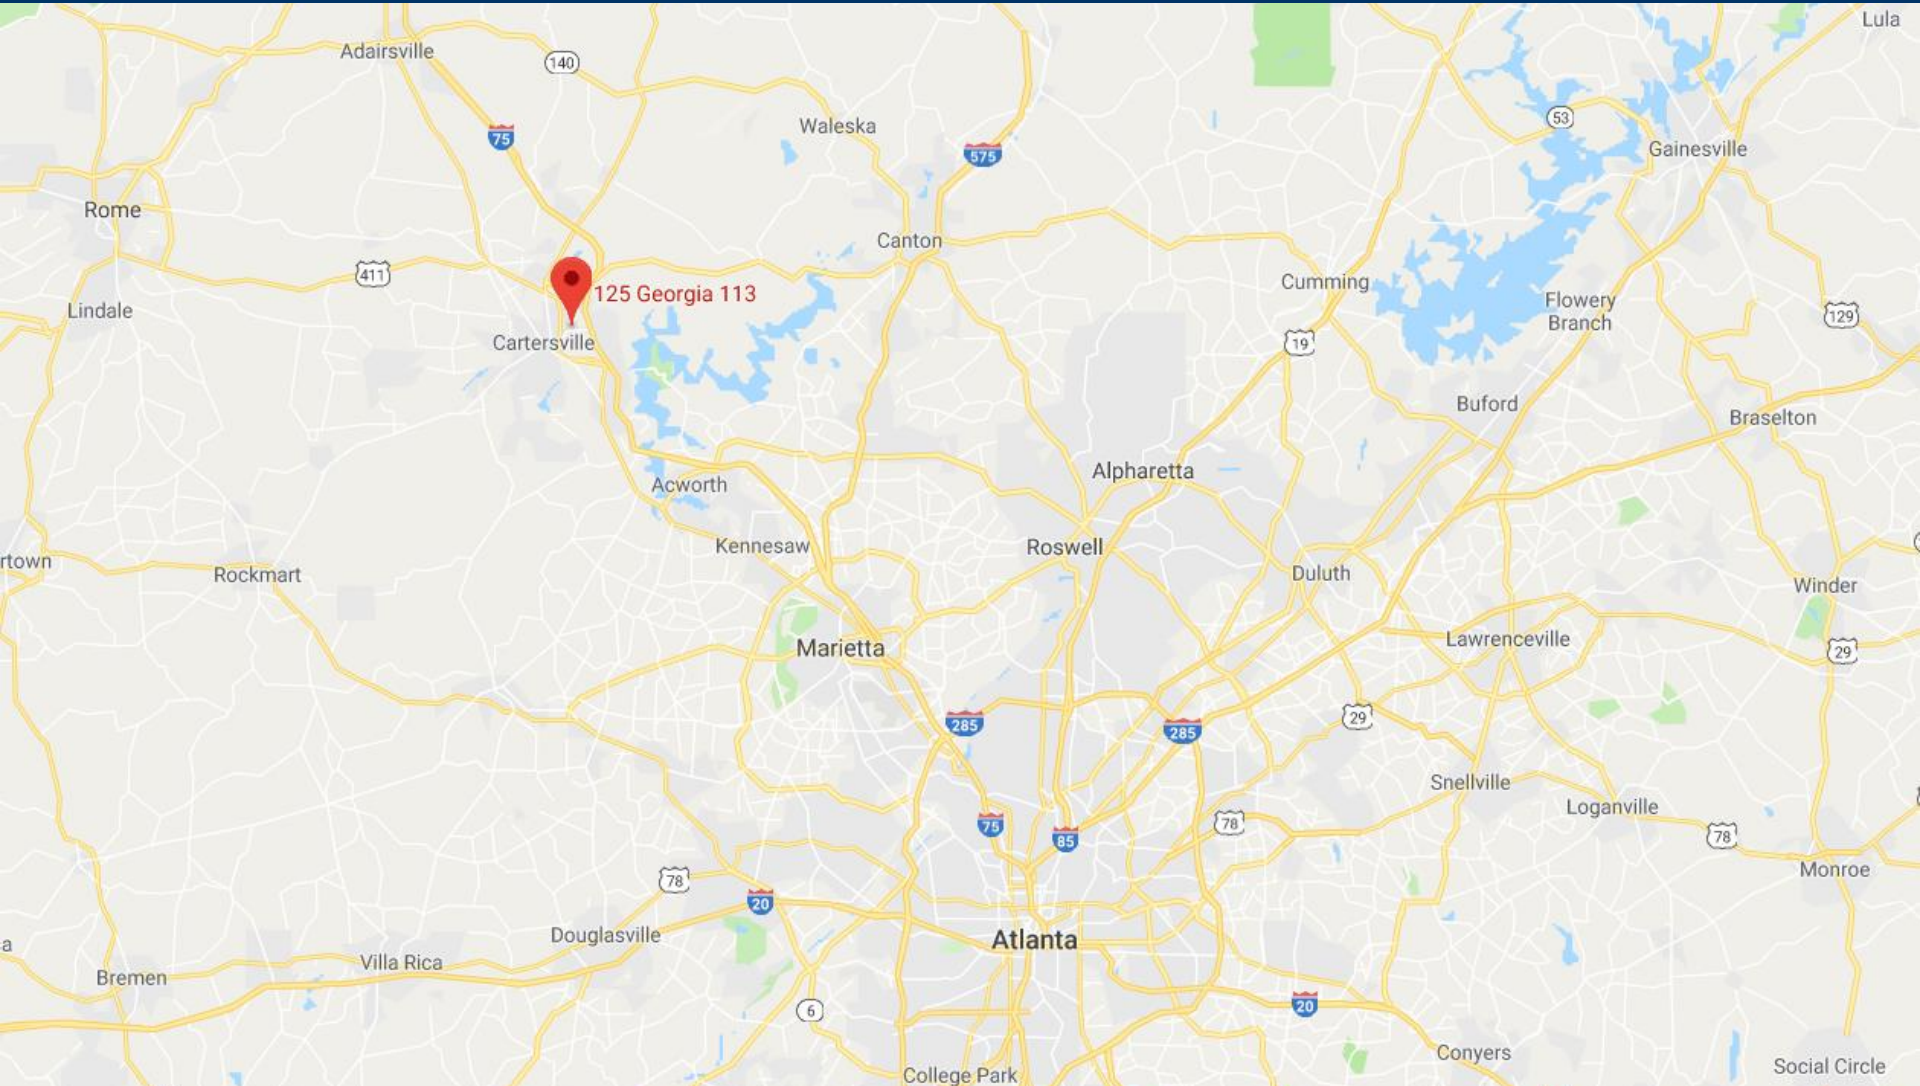 Lula
Adairsville
140
53
Waleska
75
575
Gainesville
Rome
Canton
411
Cumming
125 Georgia 113
Lindale
Flowery
Branch
129
Cartersville
19
Buford
Braselton
Alpharetta
Acworth
Kennesaw
Roswell
rtown
Rockmart
Duluth
Winder
Marietta
Lawrenceville
29
285
29
285
Snellville
Loganville
75
78
85
78
Monroe
78
20
Douglasville
Atlanta
a
Villa Rica
Bremen
6
20
Conyers
Social Circle
College Park